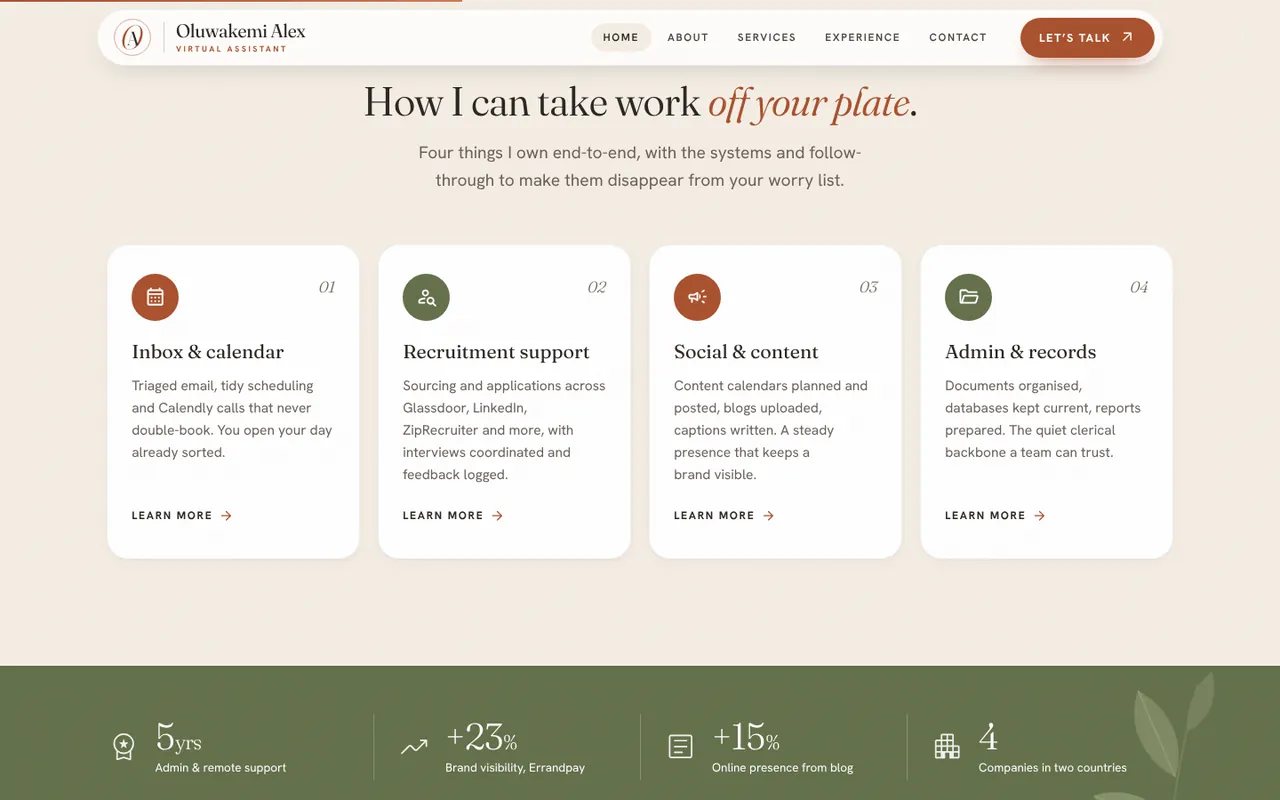 Oluwakemi Alex
VIRTUAL ASSISTANT
HOME
ABOUT
SERVICES
EXPERIENCE
CONTACT
LET'S TALK
How I can take work off your plate.
Four things I own end-to-end, with the systems and follow-
through to make them disappear from your worry list.
01
Inbox & calendar
Triaged email, tidy scheduling
and Calendly calls that never
double-book. You open your day
already sorted.
LEARN MORE
02
Recruitment support
Sourcing and applications across
Glassdoor, LinkedIn,
ZipRecruiter and more, with
interviews coordinated and
feedback logged.
LEARN MORE
03
Social & content
Content calendars planned and
posted, blogs uploaded,
captions written. A steady
presence that keeps a
brand visible.
LEARN MORE
04
Admin & records
Documents organised,
databases kept current, reports
prepared. The quiet clerical
backbone a team can trust.
LEARN MORE
5yrs
Admin & remote support
+23%
Brand visibility, Errandpay
+15%
Online presence from blog
4
Companies in two countries